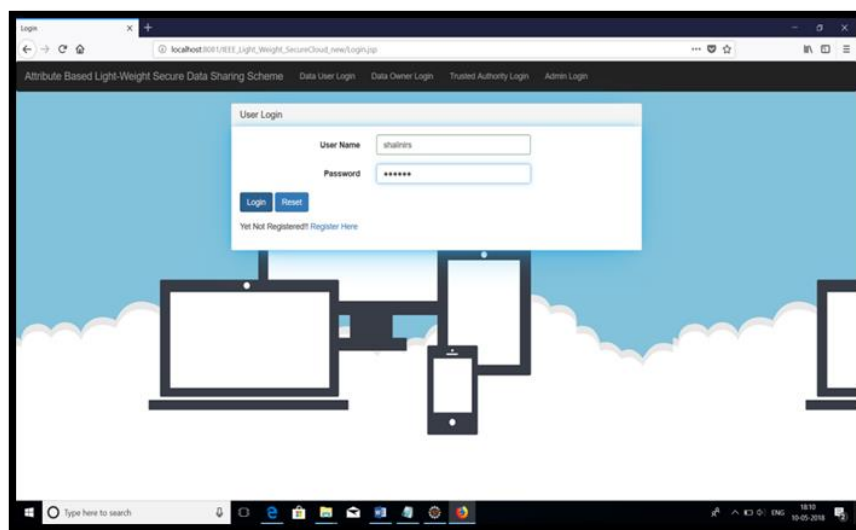 Login
localhost:8081/IEEE_Light_Weight_SecureCloud_new/Login.jsp
Attribute Based Light-Weight Secure Data Sharing Scheme Data User Login Data Owner Login Trusted Authority Login Admin Login
User Login
User Name shalinirs
Password ******
Login Reset
Yet Not Registered!! Register Here
Type here to search
ENG
18:10
10-05-2018